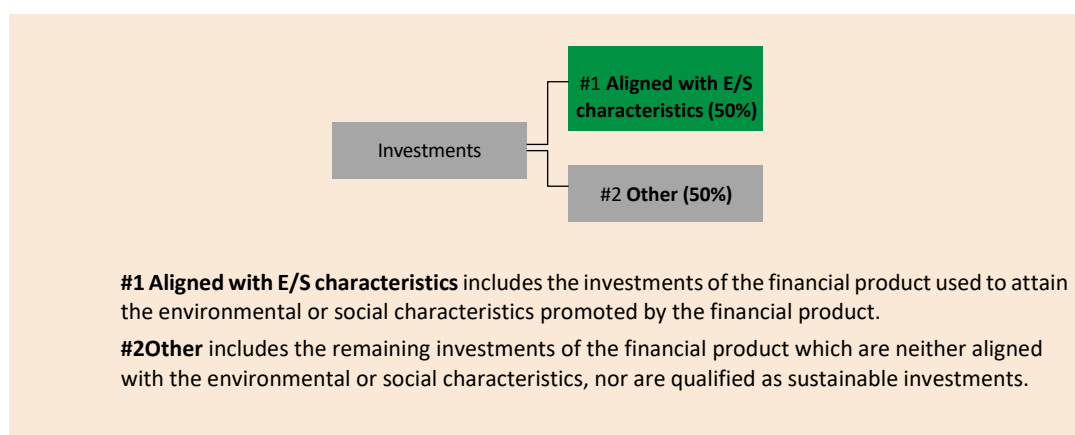 #1 Aligned with E/S
characteristics (50%)
Investments
#2 Other (50%)
#1 Aligned with E/S characteristics includes the investments of the financial product used to attain
the environmental or social characteristics promoted by the financial product.
#2Other includes the remaining investments of the financial product which are neither aligned
with the environmental or social characteristics, nor are qualified as sustainable investments.